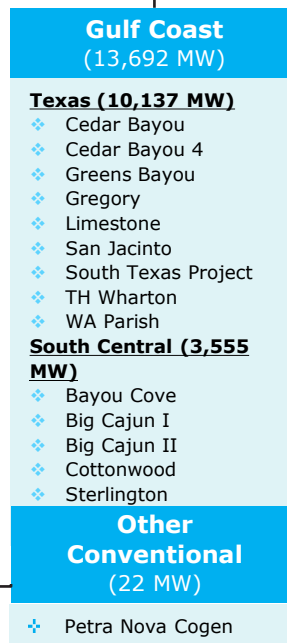 Gulf Coast
(13,692 MW)
Texas (10,137 MW)
Cedar Bayou
Cedar Bayou 4
Greens Bayou
Gregory
Limestone
San Jacinto
South Texas Project
TH Wharton
WA Parish
South Central (3,555
MW)
Bayou Cove
Big Cajun I
Big Cajun II
Cottonwood
Sterlington
Other
Conventional
(22 MW)
Petra Nova Cogen